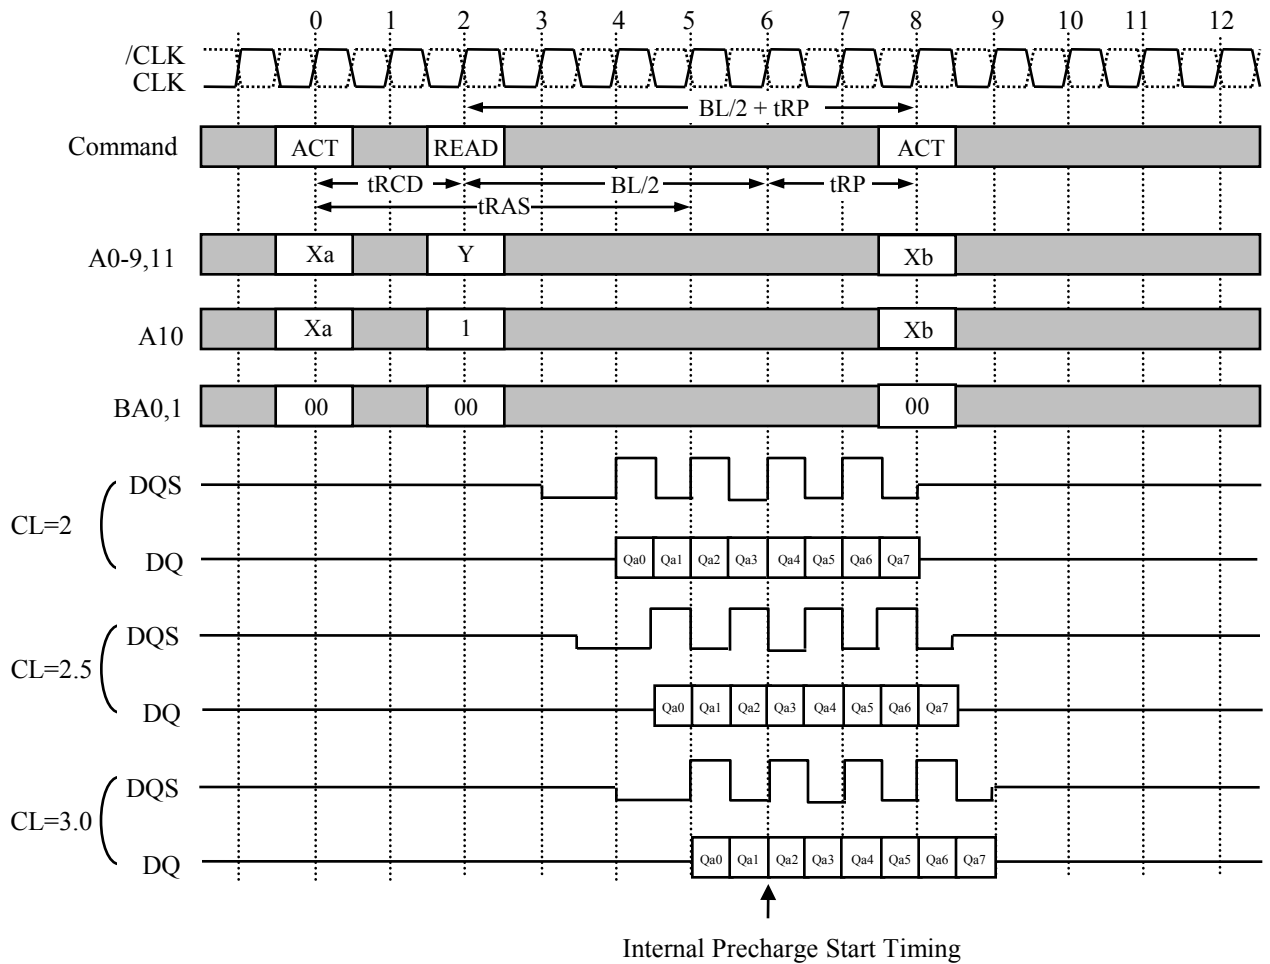 0 1 2 3 4 5 6 7 8 9 10 11 12
/CLK
CLK
BL/2 + tRP
Command ACT READ ACT
tRCD BL/2 tRP
tRAS
A0-9,11 Xa Y Xb
A10 Xa 1 Xb
BA0,1 00 00 00
DQS
CL=2
DQ Qa0 Qa1 Qa2 Qa3 Qa4 Qa5 Qa6 Qa7
DQS
CL=2.5
DQ Qa0 Qa1 Qa2 Qa3 Qa4 Qa5 Qa6 Qa7
DQS
CL=3.0
DQ Qa0 Qa1 Qa2 Qa3 Qa4 Qa5 Qa6 Qa7
Internal Precharge Start Timing